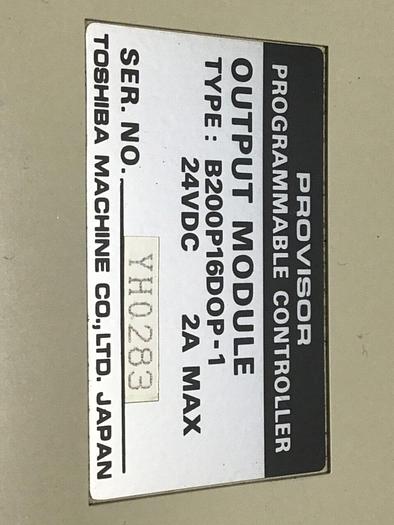 PROVISOR
PROGRAMMABLE CONTROLLER
OUTPUT MODULE
TYPE: B200P16DOP-1
24VDC 2A MAX
SER. NO. YH0283
TOSHIBA MACHINE CO.,LTD. JAPAN